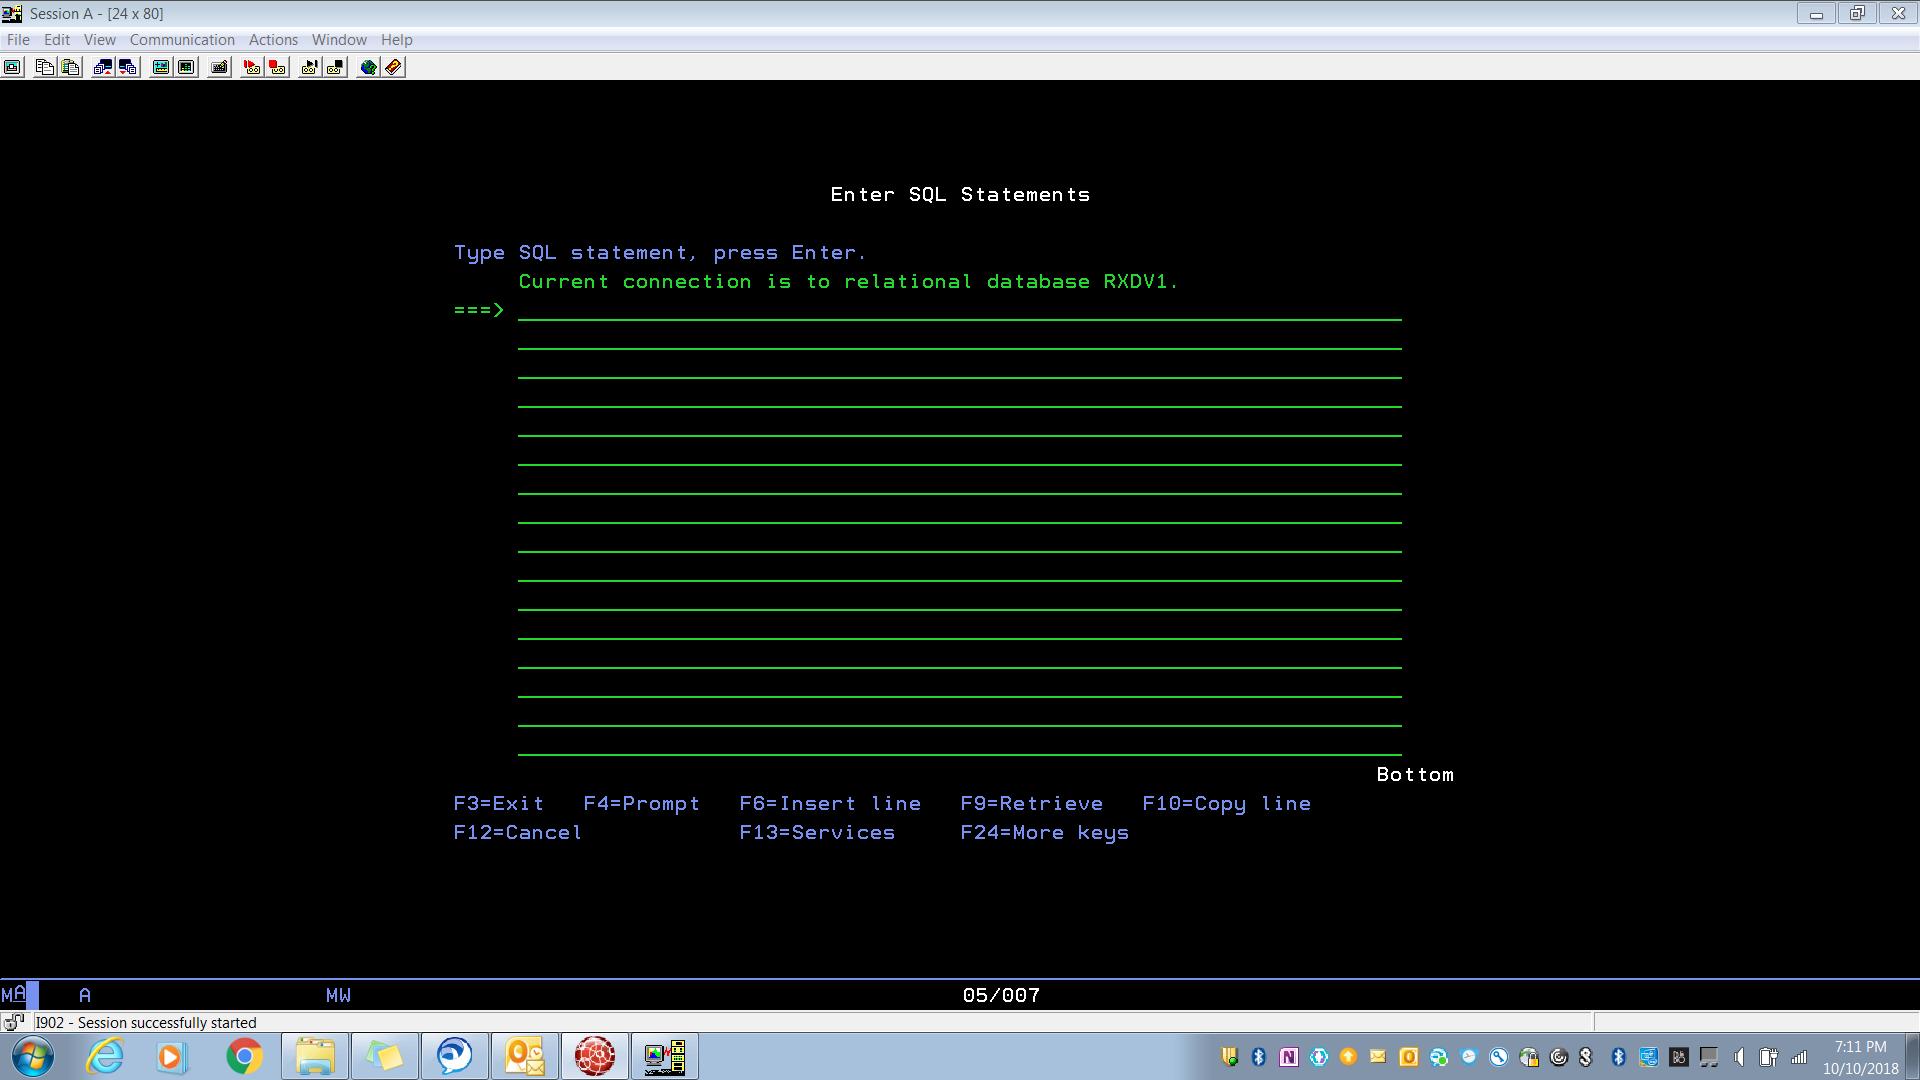 Session A - [24 x 80]
File Edit View Communication Actions Window Help
Enter SQL Statements
Type SQL statement, press Enter.
Current connection is to relational database RXDV1.
===>
Bottom
F3=Exit F4=Prompt F6=Insert line F9=Retrieve F10=Copy line
F12=Cancel F13=Services F24=More keys
MA A MW 05/007
I902 - Session successfully started
7:11 PM
10/10/2018